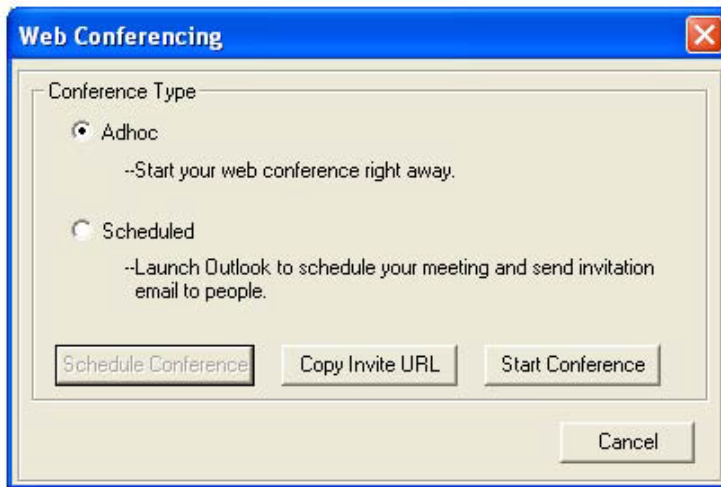 Web Conferencing
Conference Type
Adhoc
--Start your web conference right away.
Scheduled
--Launch Outlook to schedule your meeting and send invitation
email to people.
Schedule Conference Copy Invite URL Start Conference
Cancel